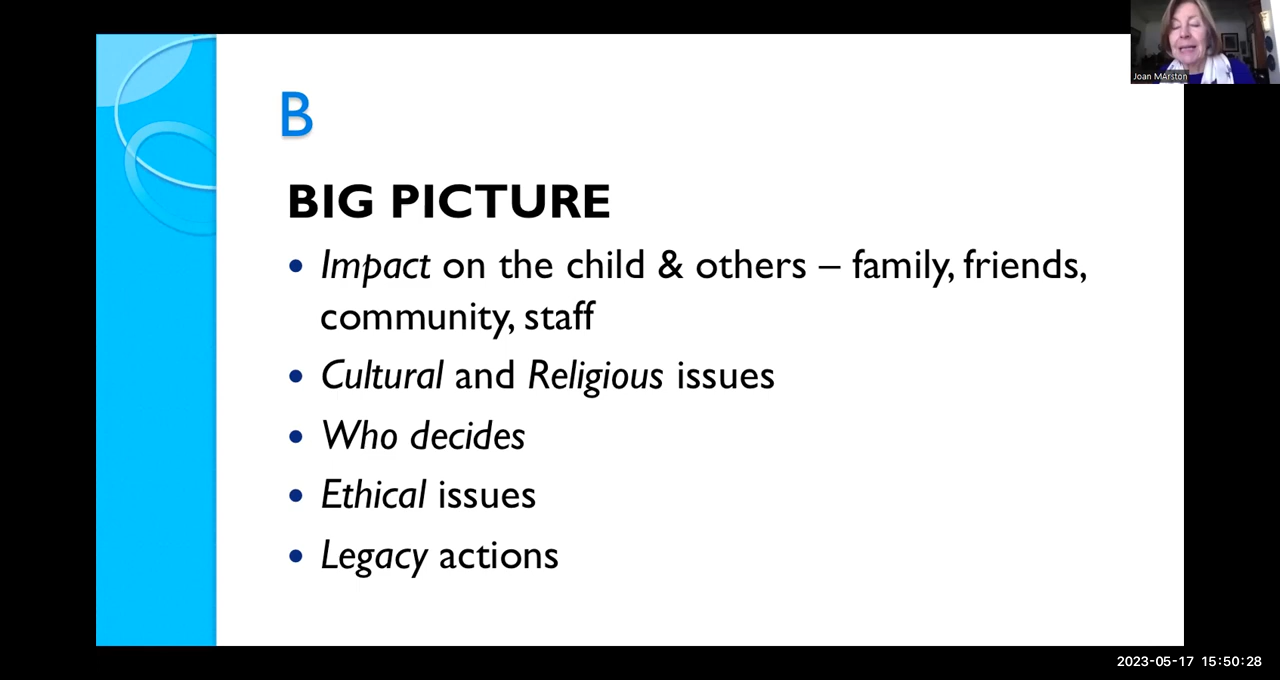 Joan MArston
B
BIG PICTURE
• Impact on the child & others – family, friends,
community, staff
• Cultural and Religious issues
• Who decides
• Ethical issues
• Legacy actions
2023-05-17 15:50:28